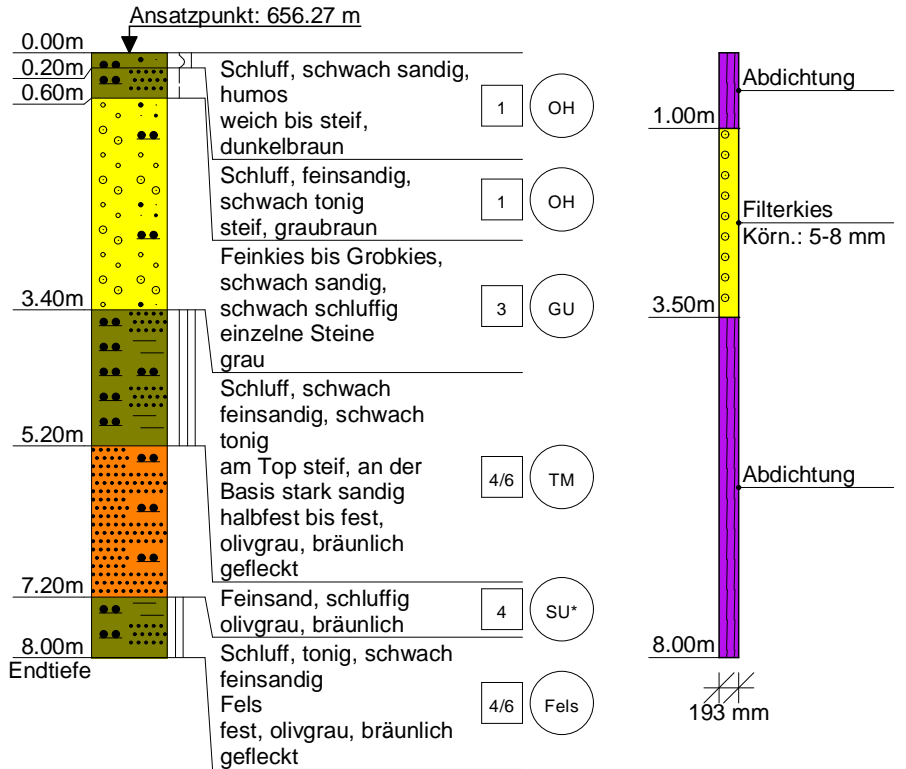 Ansatzpunkt: 656.27 m
0.00m
0.20m
0.60m
3.40m
5.20m
7.20m
8.00m
Endtiefe
Schluff, schwach sandig,
humos
weich bis steif,
dunkelbraun
1
OH
Schluff, feinsandig,
schwach tonig
steif, graubraun
1
OH
Feinkies bis Grobkies,
schwach sandig,
schwach schluffig
einzelne Steine
grau
3
GU
Schluff, schwach
feinsandig, schwach
tonig
am Top steif, an der
Basis stark sandig
halbfest bis fest,
olivgrau, bräunlich
gefleckt
4/6
TM
Feinsand, schluffig
olivgrau, bräunlich
4
SU*
Schluff, tonig, schwach
feinsandig
Fels
fest, olivgrau, bräunlich
gefleckt
4/6
Fels
Abdichtung
1.00m
Filterkies
Körn.: 5-8 mm
3.50m
Abdichtung
8.00m
193 mm